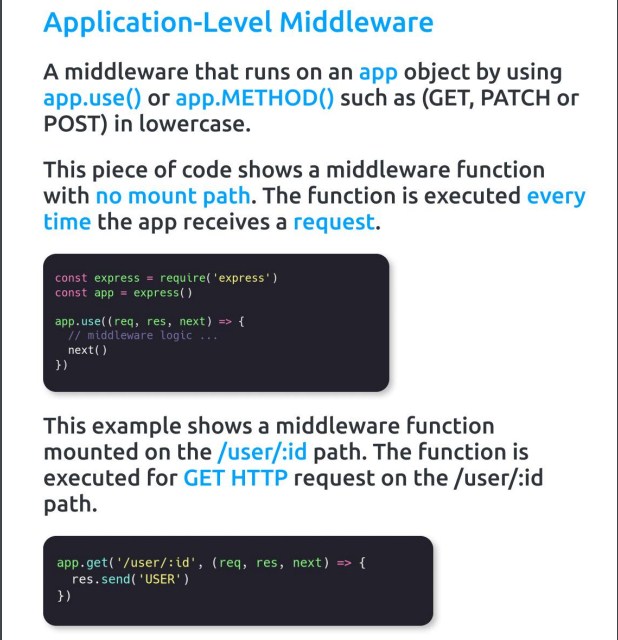 Application-Level Middleware
A middleware that runs on an app object by using
app.use() or app.METHOD() such as (GET, PATCH or
POST) in lowercase.
This piece of code shows a middleware function
with no mount path. The function is executed every
time the app receives a request.
const express = require('express')
const app = express()
app.use((req, res, next) => {
  // middleware logic ...
  next()
})
This example shows a middleware function
mounted on the /user/:id path. The function is
executed for GET HTTP request on the /user/:id
path.
app.get('/user/:id', (req, res, next) => {
  res.send('USER')
})